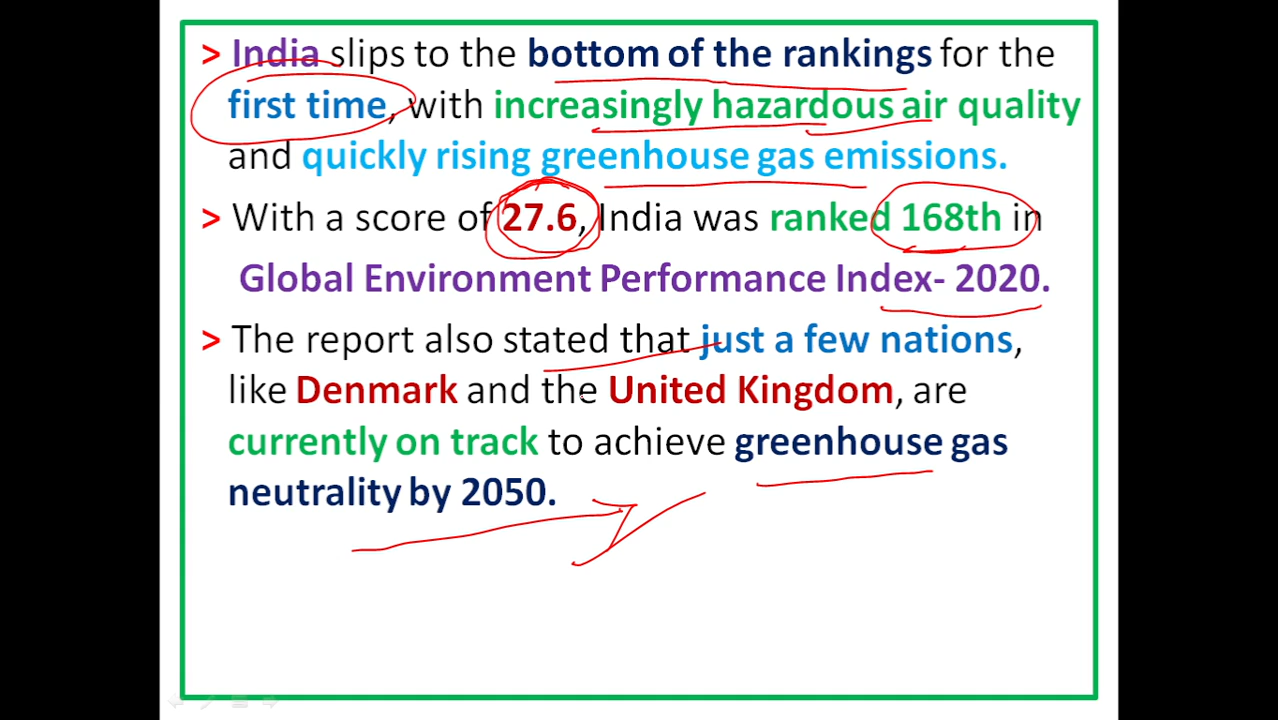 > India slips to the bottom of the rankings for the
first time, with increasingly hazardous air quality
and quickly rising greenhouse gas emissions.
> With a score of 27.6, India was ranked 168th in
Global Environment Performance Index- 2020.
> The report also stated that just a few nations,
like Denmark and the United Kingdom, are
currently on track to achieve greenhouse gas
neutrality by 2050.